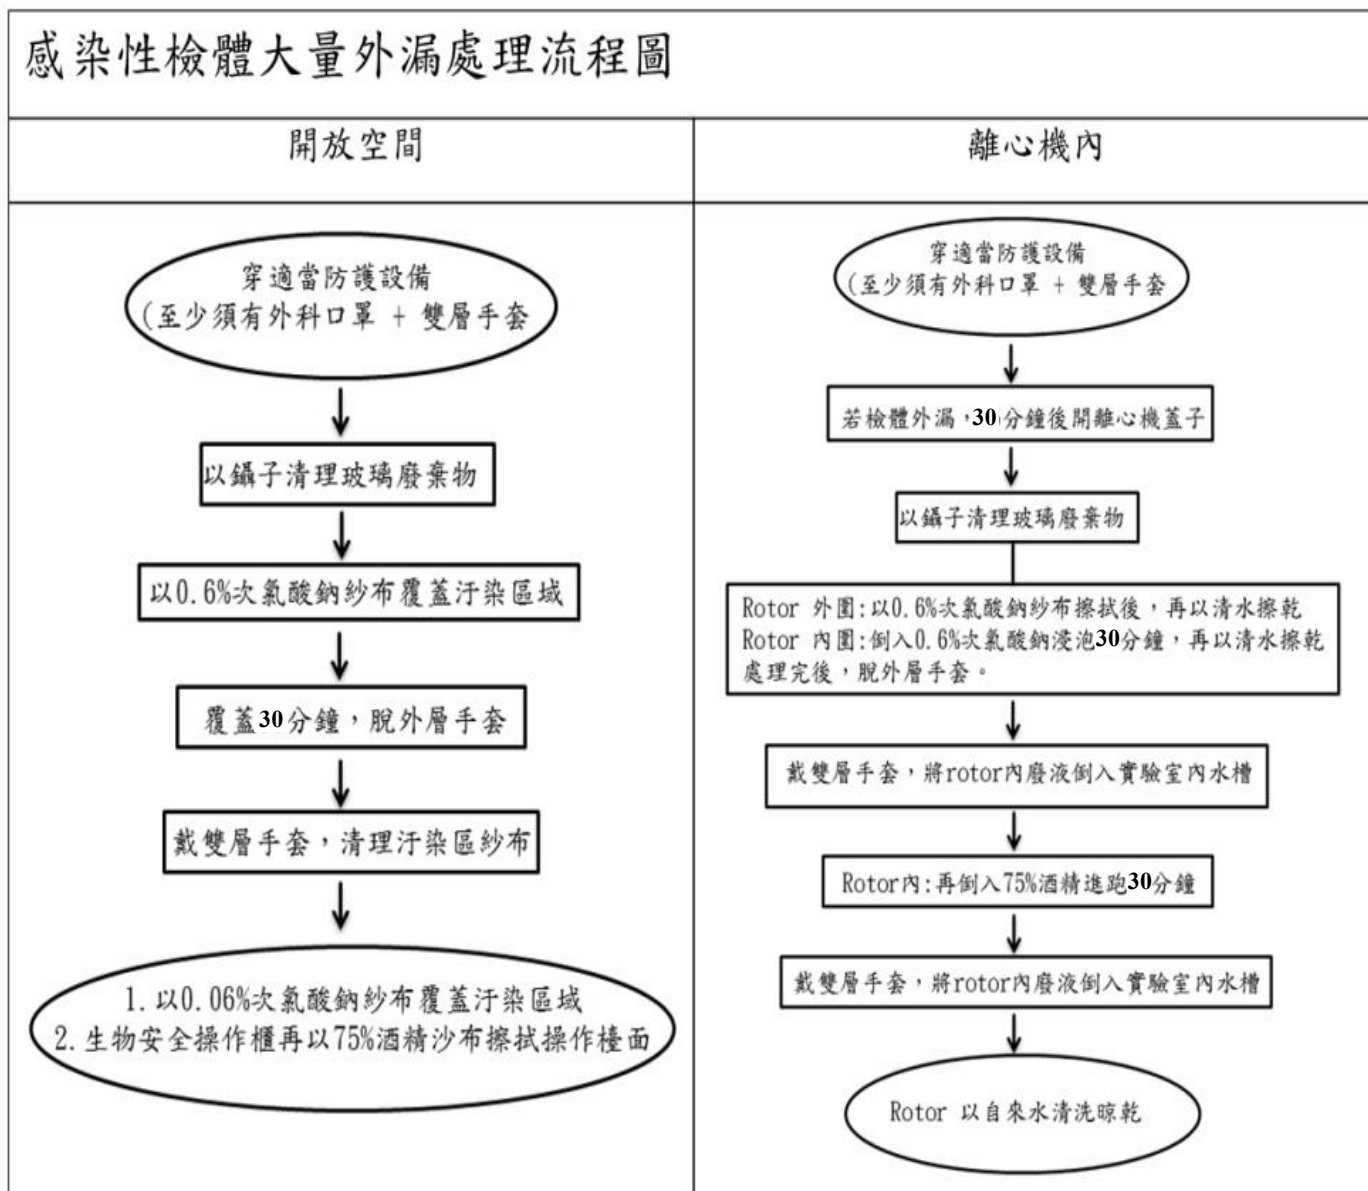 感染性檢體大量外漏處理流程圖
開放空間
穿適當防護設備
(至少須有外科口罩 + 雙層手套
以鑷子清理玻璃廢棄物
以0.6%次氯酸鈉紗布覆蓋汙染區域
覆蓋30分鐘，脫外層手套
戴雙層手套，清理汙染區紗布
1. 以0.06%次氯酸鈉紗布覆蓋汙染區域
2. 生物安全操作櫃再以75%酒精沙布擦拭操作檯面
離心機內
穿適當防護設備
(至少須有外科口罩 + 雙層手套
若檢體外漏，30分鐘後開離心機蓋子
以鑷子清理玻璃廢棄物
Rotor 外圍:以0.6%次氯酸鈉紗布擦拭後，再以清水擦乾
Rotor 內圍:倒入0.6%次氯酸鈉浸泡30分鐘，再以清水擦乾
處理完後，脫外層手套。
戴雙層手套，將rotor內廢液倒入實驗室內水槽
Rotor內:再倒入75%酒精進跑30分鐘
戴雙層手套，將rotor內廢液倒入實驗室內水槽
Rotor 以自來水清洗晾乾